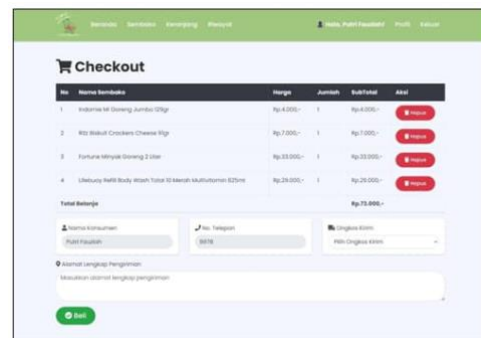 Beranda Sembako Keranjang Riwayat Hello, Putri Fauziah! Profil Keluar
Checkout
No Nama Sembako Harga Jumlah SubTotal Aksi
1 Indomie Mi Goreng Jumbo 129gr Rp.4.000,- 1 Rp.4.000,- Hapus
2 Ritz Biskuit Crackers Cheese 91gr Rp.7.000,- 1 Rp.7.000,- Hapus
3 Fortune Minyak Goreng 2 Liter Rp.33.000,- 1 Rp.33.000,- Hapus
4 Lifebuoy Refill Body Wash Total 10 Merah Multivitamin 825ml Rp.29.000,- 1 Rp.29.000,- Hapus
Total Belanja Rp.73.000,-
Nama Konsumen No. Telepon Ongkos Kirim
Putri Fauziah Pilih Ongkos Kirim
Alamat Lengkap Pengiriman
Masukkan alamat lengkap pengiriman
Beli